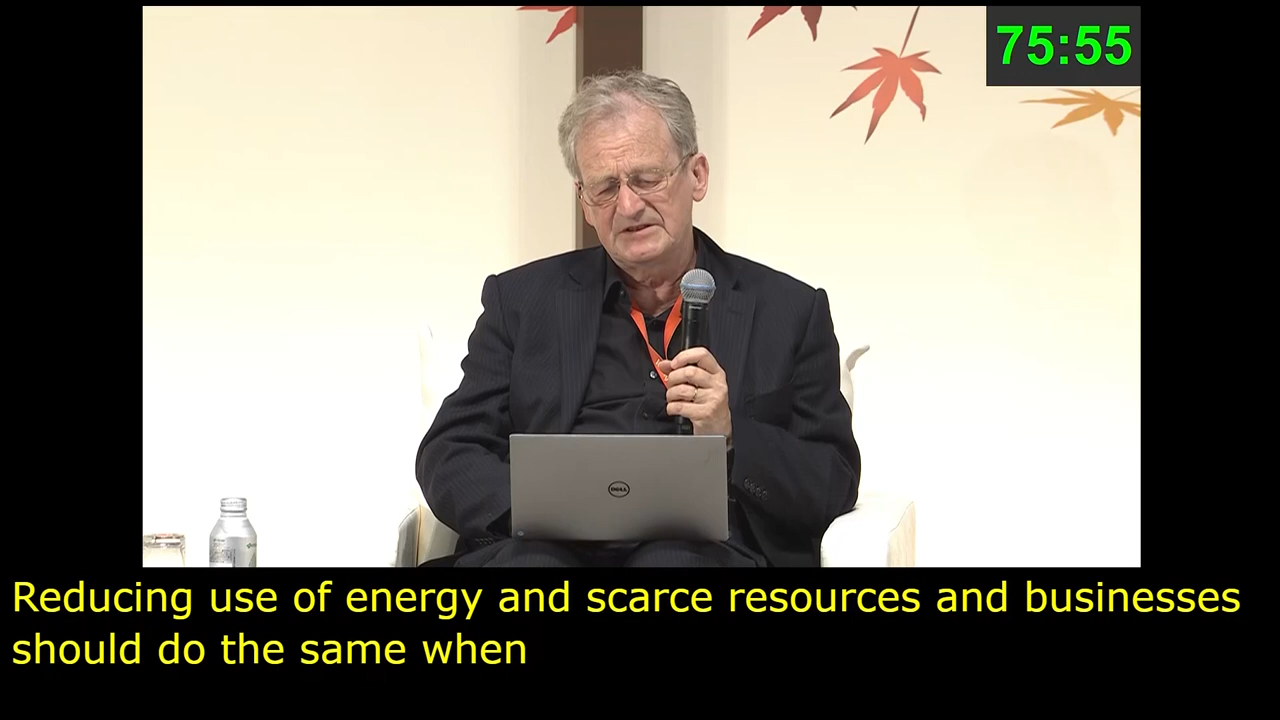 75:55
DELL
Reducing use of energy and scarce resources and businesses
should do the same when